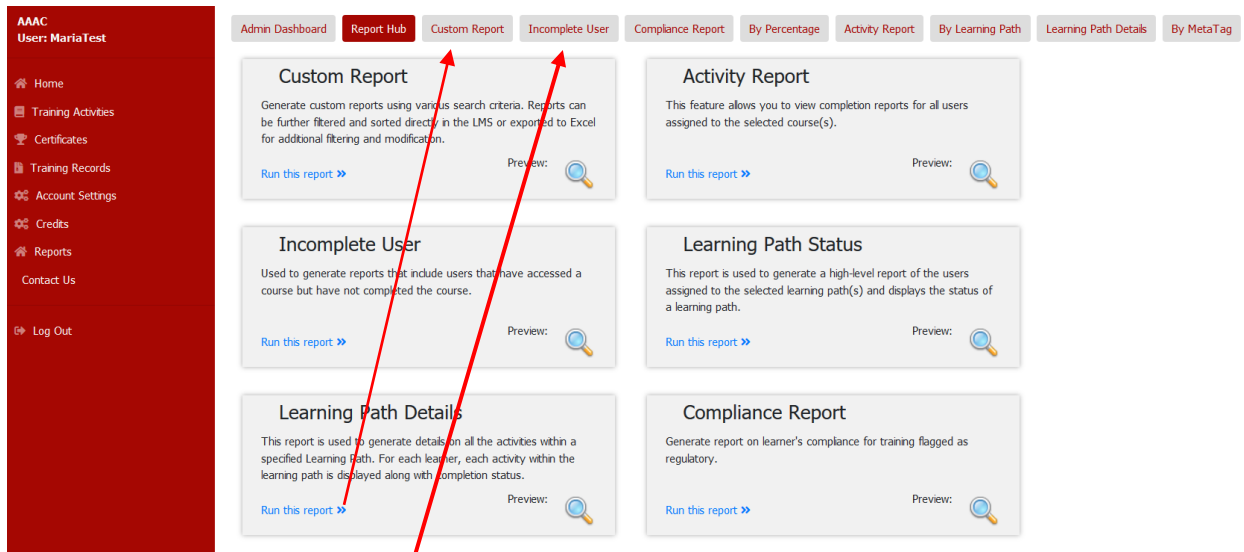 AAAC
User: MariaTest
Home
Training Activities
Certificates
Training Records
Account Settings
Credits
Reports
Contact Us
Log Out
Admin Dashboard
Report Hub
Custom Report
Incomplete User
Compliance Report
By Percentage
Activity Report
By Learning Path
Learning Path Details
By MetaTag
Custom Report
Generate custom reports using various search criteria. Reports can
be further filtered and sorted directly in the LMS or exported to Excel
for additional filtering and modification.
Preview:
Run this report »
Activity Report
This feature allows you to view completion reports for all users
assigned to the selected course(s).
Preview:
Run this report »
Incomplete User
Used to generate reports that include users that have accessed a
course but have not completed the course.
Preview:
Run this report »
Learning Path Status
This report is used to generate a high-level report of the users
assigned to the selected learning path(s) and displays the status of
a learning path.
Preview:
Run this report »
Learning Path Details
This report is used to generate details on all the activities within a
specified Learning Path. For each learner, each activity within the
learning path is displayed along with completion status.
Preview:
Run this report »
Compliance Report
Generate report on learner's compliance for training flagged as
regulatory.
Preview:
Run this report »